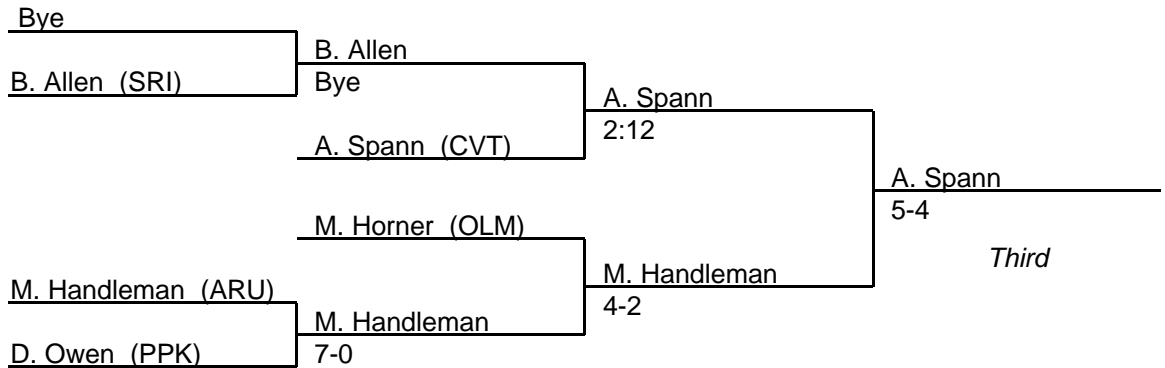 Bye
B. Allen (SRI)
B. Allen
Bye
A. Spann (CVT)
A. Spann
2:12
M. Horner (OLM)
M. Handleman (ARU)
D. Owen (PPK)
M. Handleman
7-0
M. Handleman
4-2
A. Spann
5-4
Third